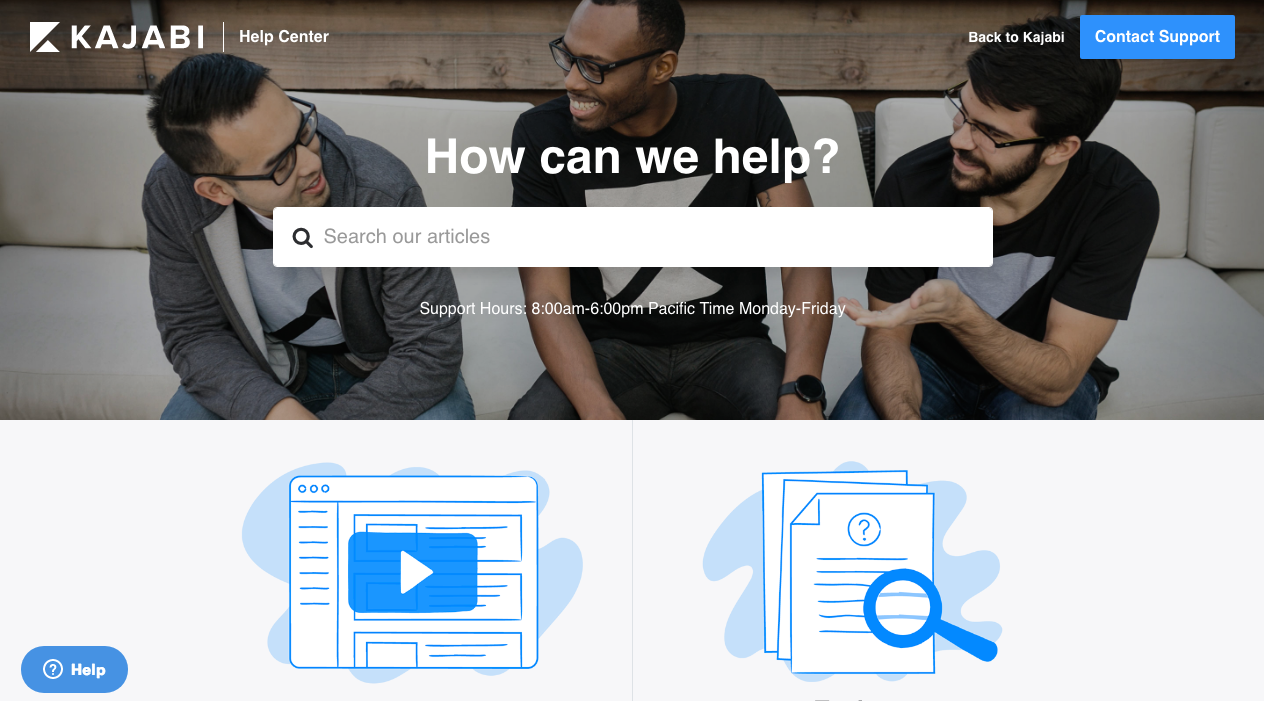 KAJABI Help Center
Back to Kajabi
Contact Support
How can we help?
Search our articles
Support Hours: 8:00am-6:00pm Pacific Time Monday-Friday
?
? Help